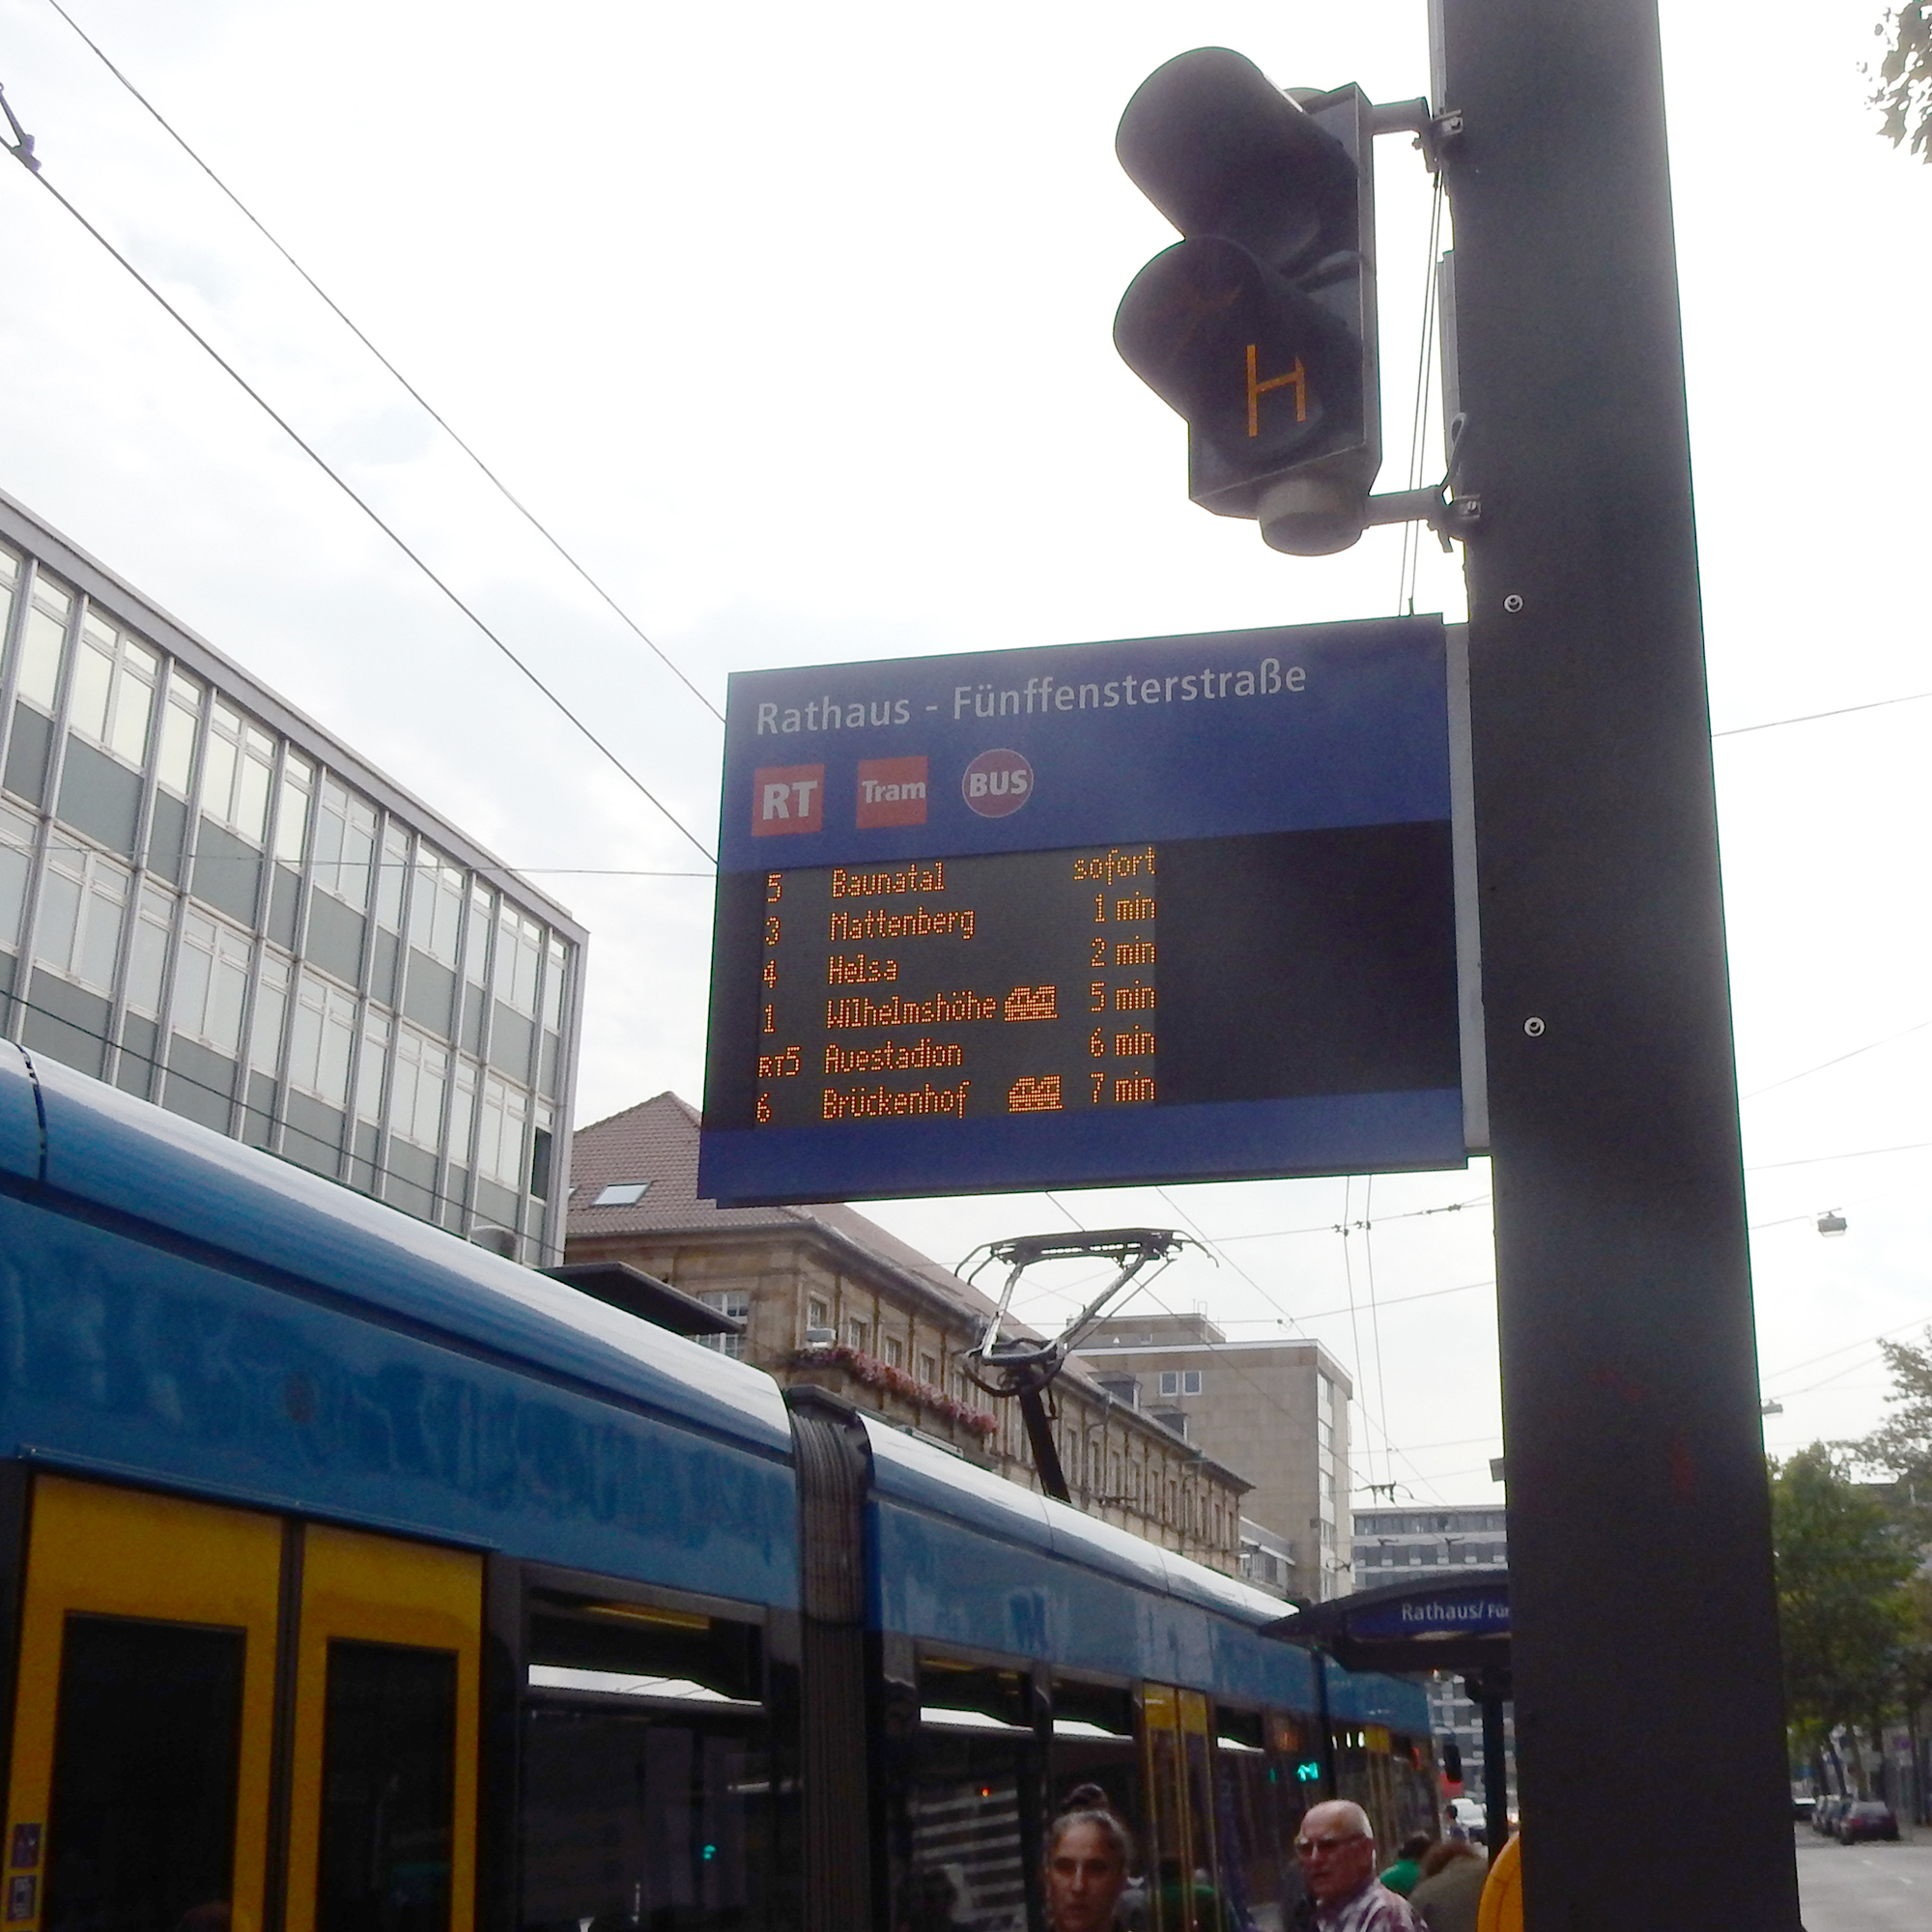 H
Rathaus - Fünffensterstraße
RT Tram BUS
5 Baunatal sofort
3 Mattenberg 1 min
4 Helsa 2 min
1 Wilhelmshöhe 5 min
RT5 Auestadion 6 min
6 Brückenhof 7 min
Rathaus/ Fün